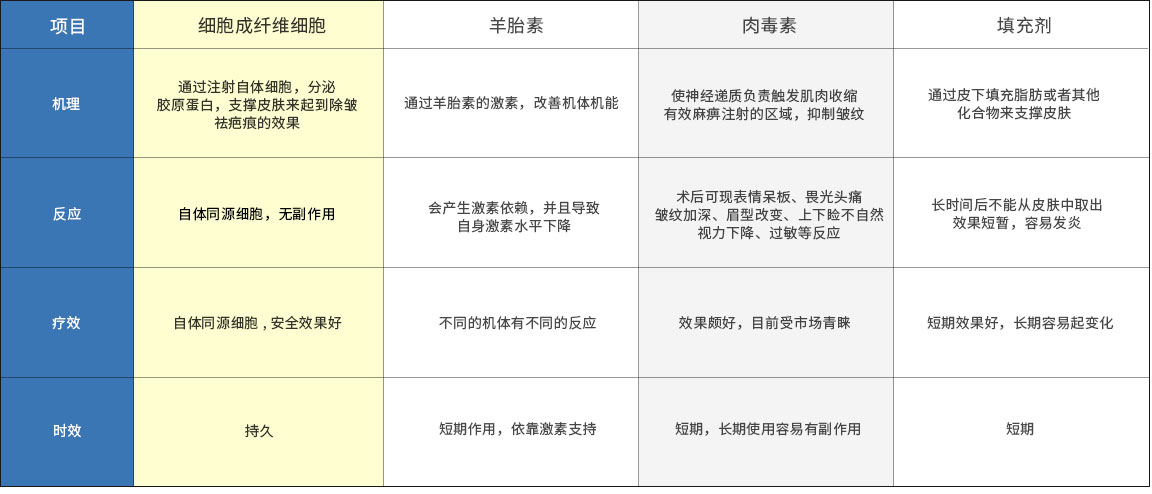 项目
细胞成纤维细胞
羊胎素
肉毒素
填充剂
机理
通过注射自体细胞，分泌
胶原蛋白，支撑皮肤来起到除皱
祛疤痕的效果
通过羊胎素的激素，改善机体机能
使神经递质负责触发肌肉收缩
有效麻痹注射的区域，抑制皱纹
通过皮下填充脂肪或者其他
化合物来支撑皮肤
反应
自体同源细胞，无副作用
会产生激素依赖，并且导致
自身激素水平下降
术后可现表情呆板、畏光头痛
皱纹加深、眉型改变、上下睑不自然
视力下降、过敏等反应
长时间后不能从皮肤中取出
效果短暂，容易发炎
疗效
自体同源细胞 , 安全效果好
不同的机体有不同的反应
效果颇好，目前受市场青睐
短期效果好，长期容易起变化
时效
持久
短期作用，依靠激素支持
短期，长期使用容易有副作用
短期